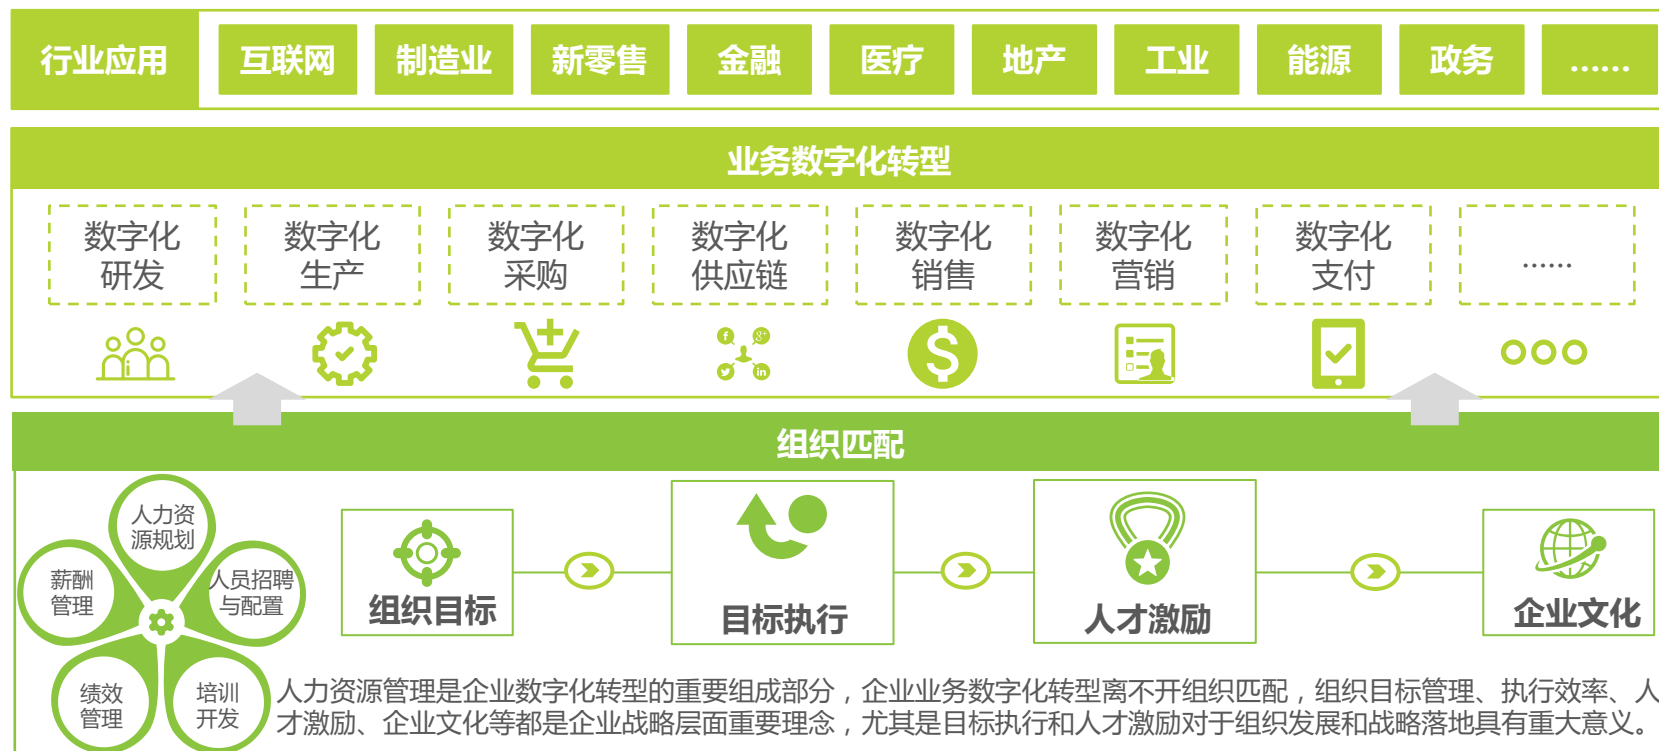 行业应用
互联网
制造业
新零售
金融
医疗
地产
工业
能源
政务
......
业务数字化转型
数字化
研发
数字化
生产
数字化
采购
数字化
供应链
数字化
销售
数字化
营销
数字化
支付
......
f
g+
in
组织匹配
人力资
源规划
薪酬
管理
人员招聘
与配置
绩效
管理
培训
开发
组织目标
目标执行
人才激励
企业文化
人力资源管理是企业数字化转型的重要组成部分，企业业务数字化转型离不开组织匹配，组织目标管理、执行效率、人
才激励、企业文化等都是企业战略层面重要理念，尤其是目标执行和人才激励对于组织发展和战略落地具有重大意义。